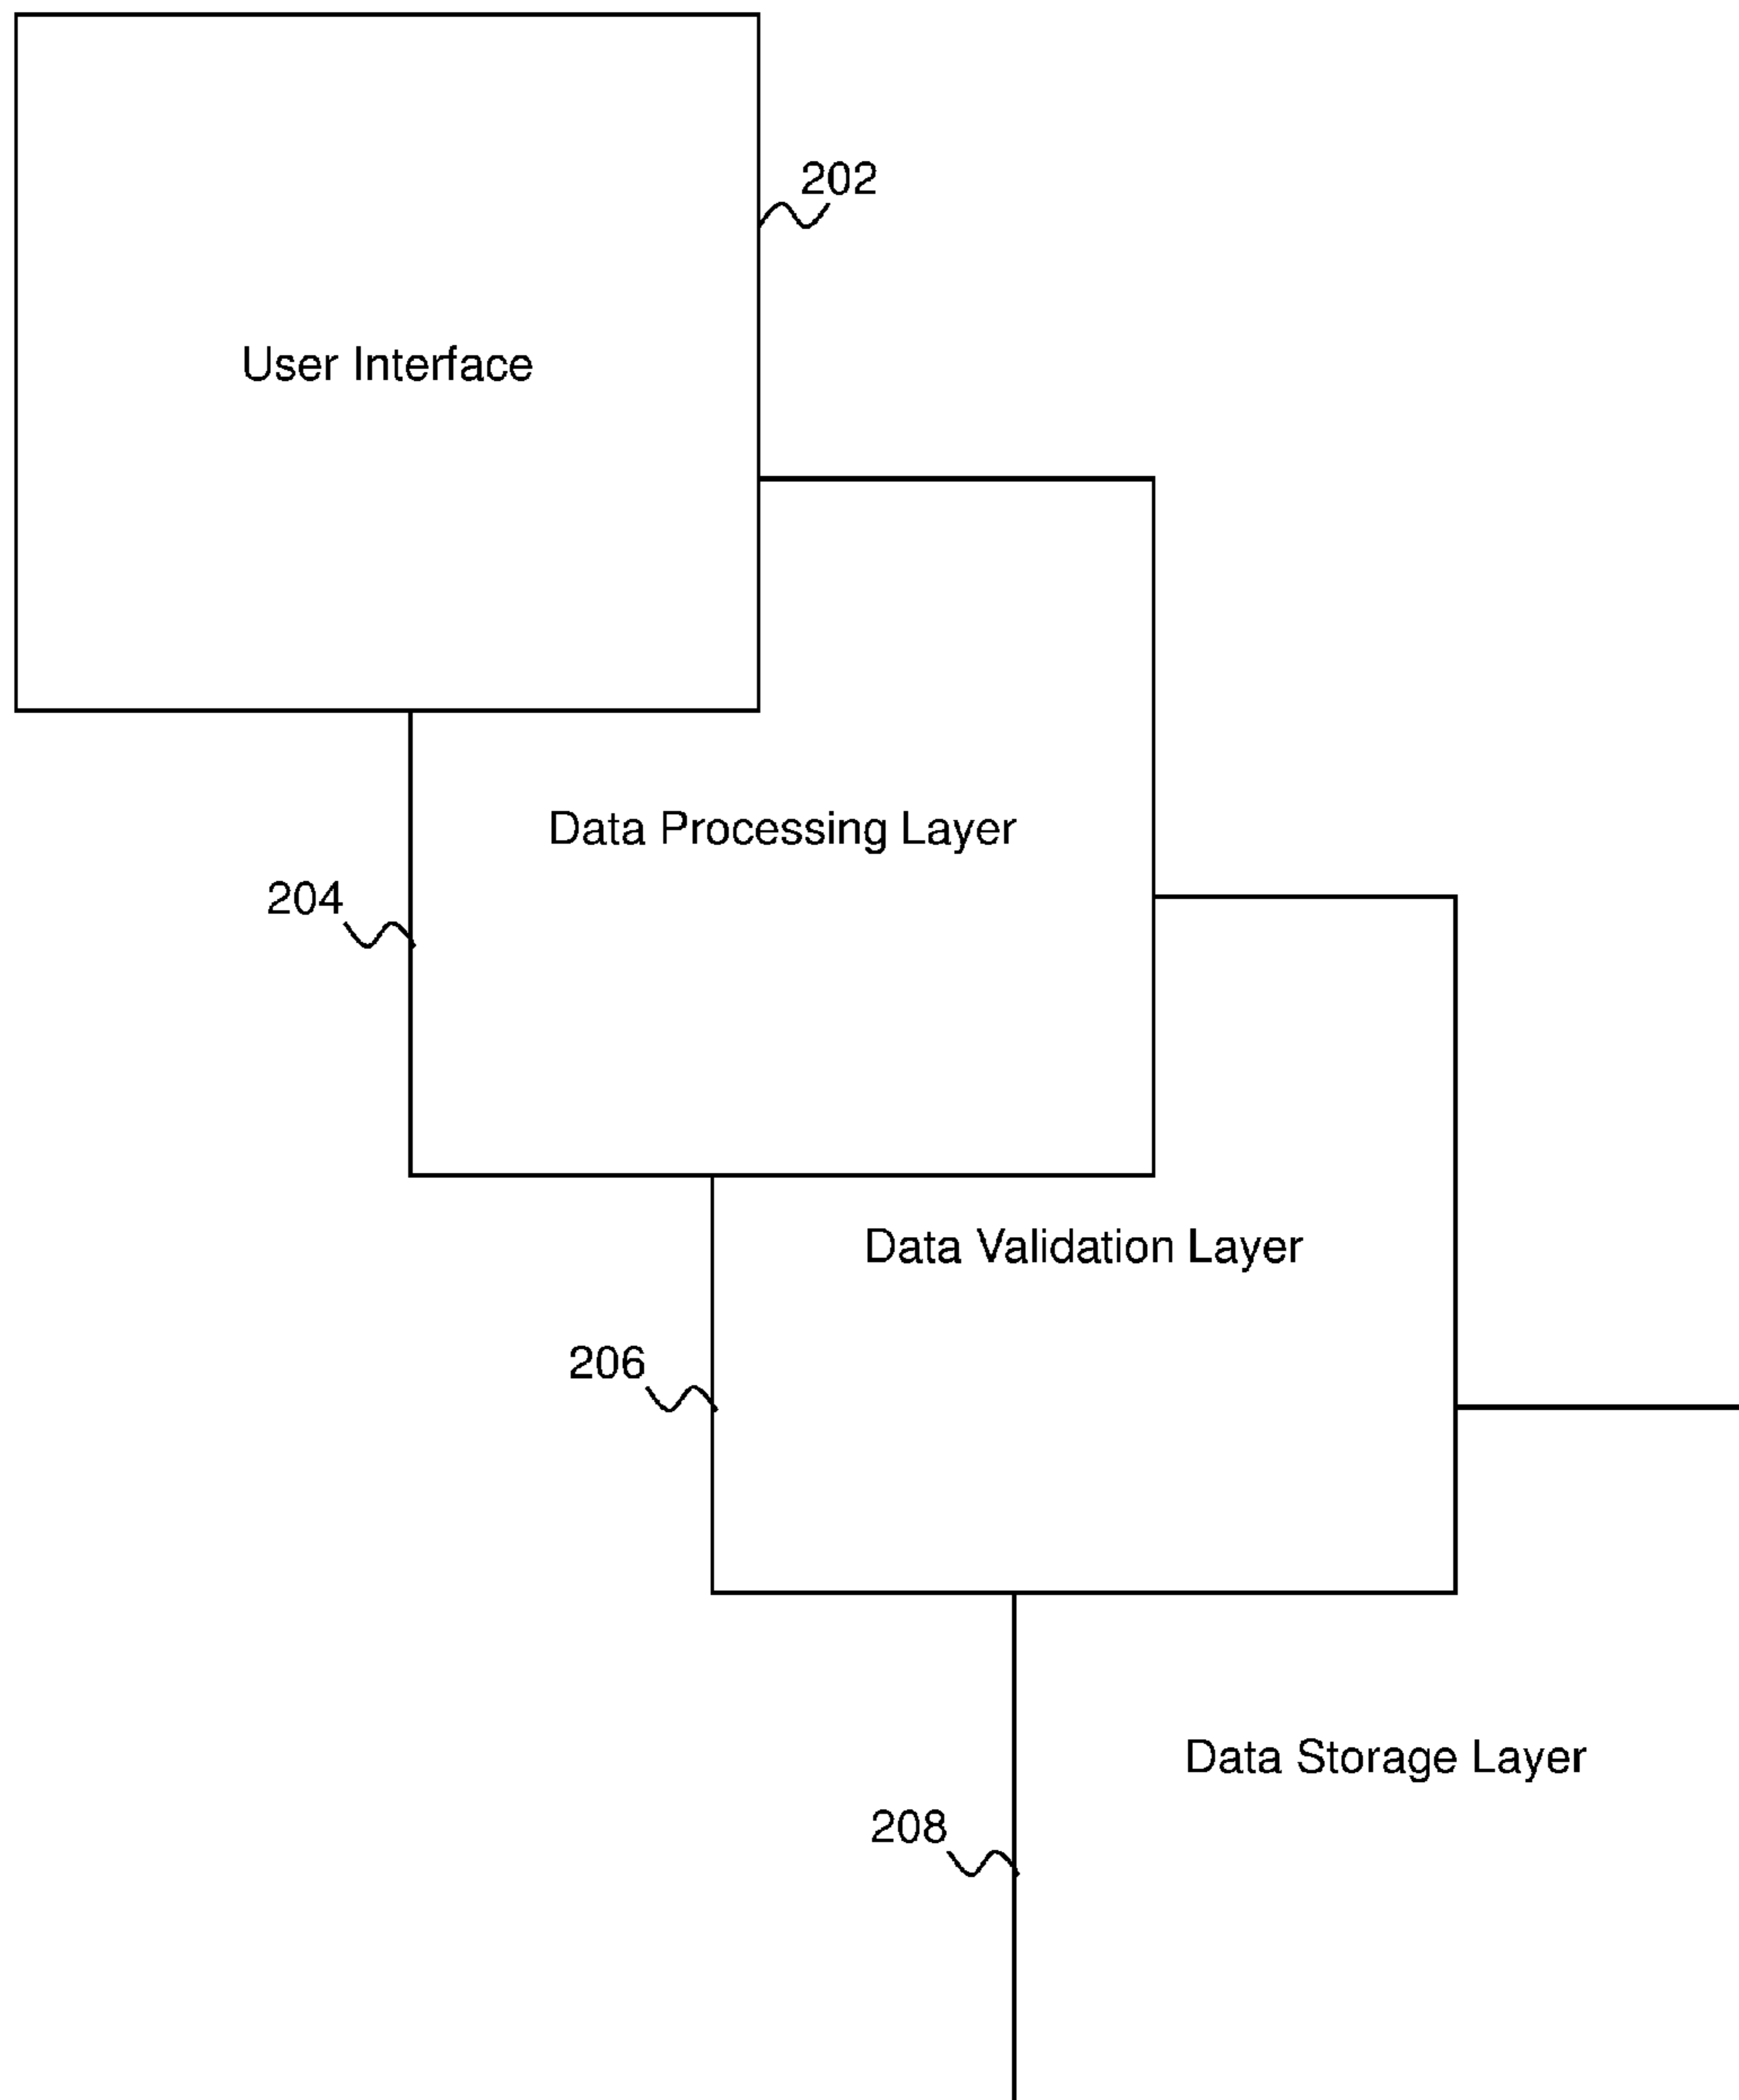 202
User Interface
Data Processing Layer
204
Data Validation Layer
206
Data Storage Layer
208